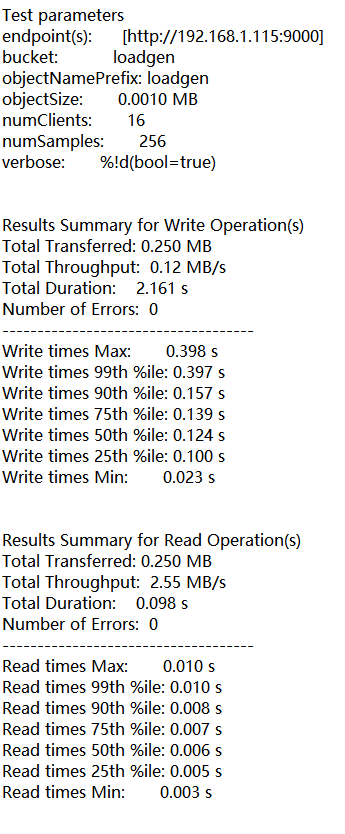 Test parameters
endpoint(s): [http://192.168.1.115:9000]
bucket: loadgen
objectNamePrefix: loadgen
objectSize: 0.0010 MB
numClients: 16
numSamples: 256
verbose: %!d(bool=true)
Results Summary for Write Operation(s)
Total Transferred: 0.250 MB
Total Throughput: 0.12 MB/s
Total Duration: 2.161 s
Number of Errors: 0
------------------------------------
Write times Max: 0.398 s
Write times 99th %ile: 0.397 s
Write times 90th %ile: 0.157 s
Write times 75th %ile: 0.139 s
Write times 50th %ile: 0.124 s
Write times 25th %ile: 0.100 s
Write times Min: 0.023 s
Results Summary for Read Operation(s)
Total Transferred: 0.250 MB
Total Throughput: 2.55 MB/s
Total Duration: 0.098 s
Number of Errors: 0
------------------------------------
Read times Max: 0.010 s
Read times 99th %ile: 0.010 s
Read times 90th %ile: 0.008 s
Read times 75th %ile: 0.007 s
Read times 50th %ile: 0.006 s
Read times 25th %ile: 0.005 s
Read times Min: 0.003 s